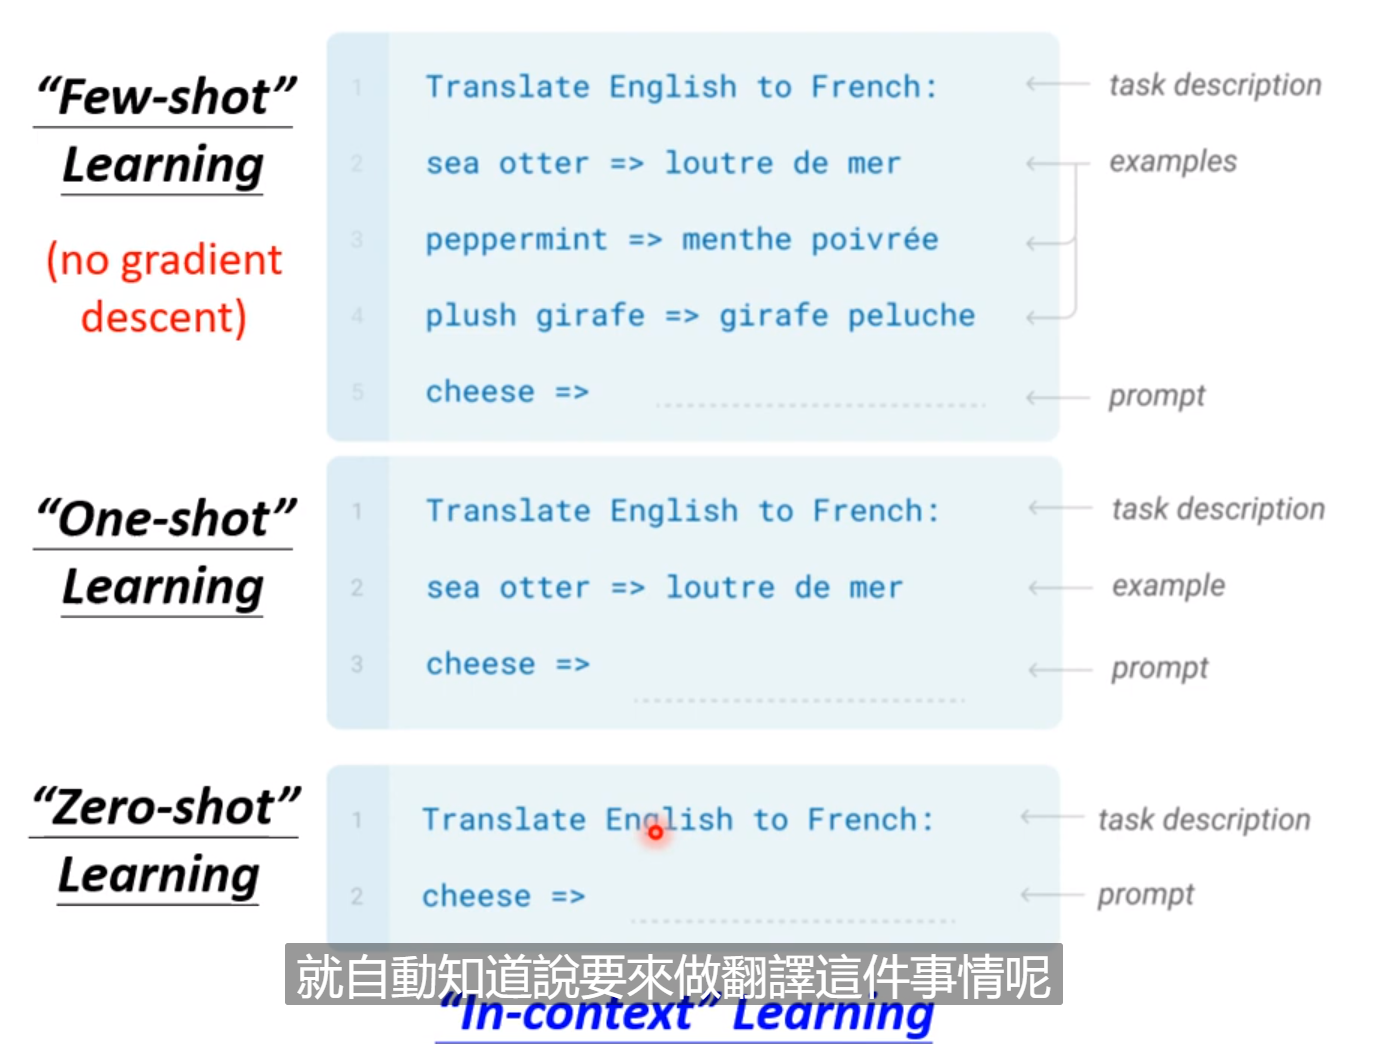 “Few-shot”
Learning
(no gradient
descent)
1 Translate English to French: task description
2 sea otter => loutre de mer examples
3 peppermint => menthe poivrée
4 plush girafe => girafe peluche
5 cheese => prompt
“One-shot”
Learning
1 Translate English to French: task description
2 sea otter => loutre de mer example
3 cheese => prompt
“Zero-shot”
Learning
1 Translate English to French: task description
2 cheese => prompt
就自動知道說要來做翻譯這件事情呢
“In-context” Learning